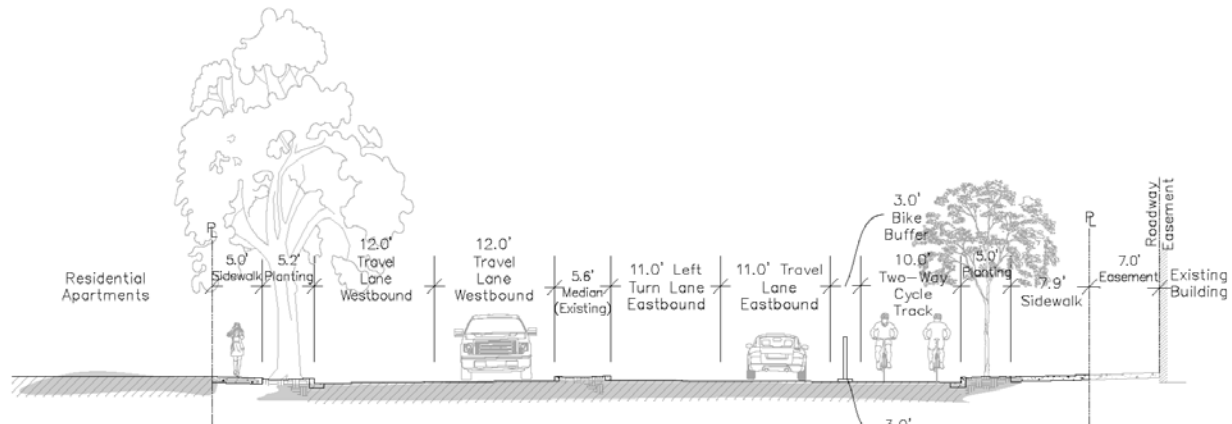 Residential
Apartments
PL
5.0'
Sidewalk
5.2'
Planting
12.0'
Travel
Lane
Westbound
12.0'
Travel
Lane
Westbound
5.6'
Median
(Existing)
11.0' Left
Turn Lane
Eastbound
11.0' Travel
Lane
Eastbound
3.0'
Bike
Buffer
10.0'
Two-Way
Cycle
Track
5.0'
Planting
7.9'
Sidewalk
PL
7.0'
Easement
Roadway
Easement
Existing
Building
3.0'